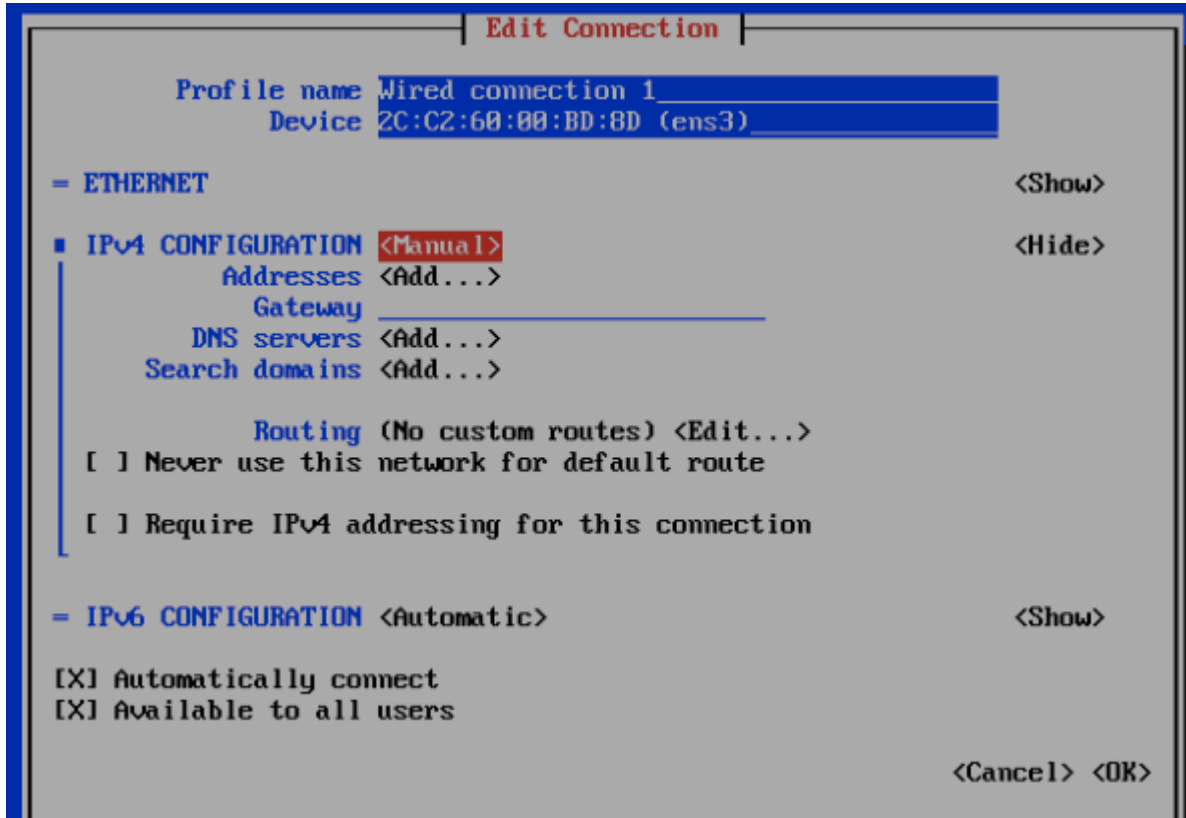 Edit Connection
Profile name Wired connection 1
Device 2C:C2:60:00:BD:8D (ens3)
= ETHERNET <Show>
IPv4 CONFIGURATION <Manual> <Hide>
Addresses <Add...>
Gateway
DNS servers <Add...>
Search domains <Add...>
Routing (No custom routes) <Edit...>
[ ] Never use this network for default route
[ ] Require IPv4 addressing for this connection
= IPv6 CONFIGURATION <Automatic> <Show>
[X] Automatically connect
[X] Available to all users
<Cancel> <OK>